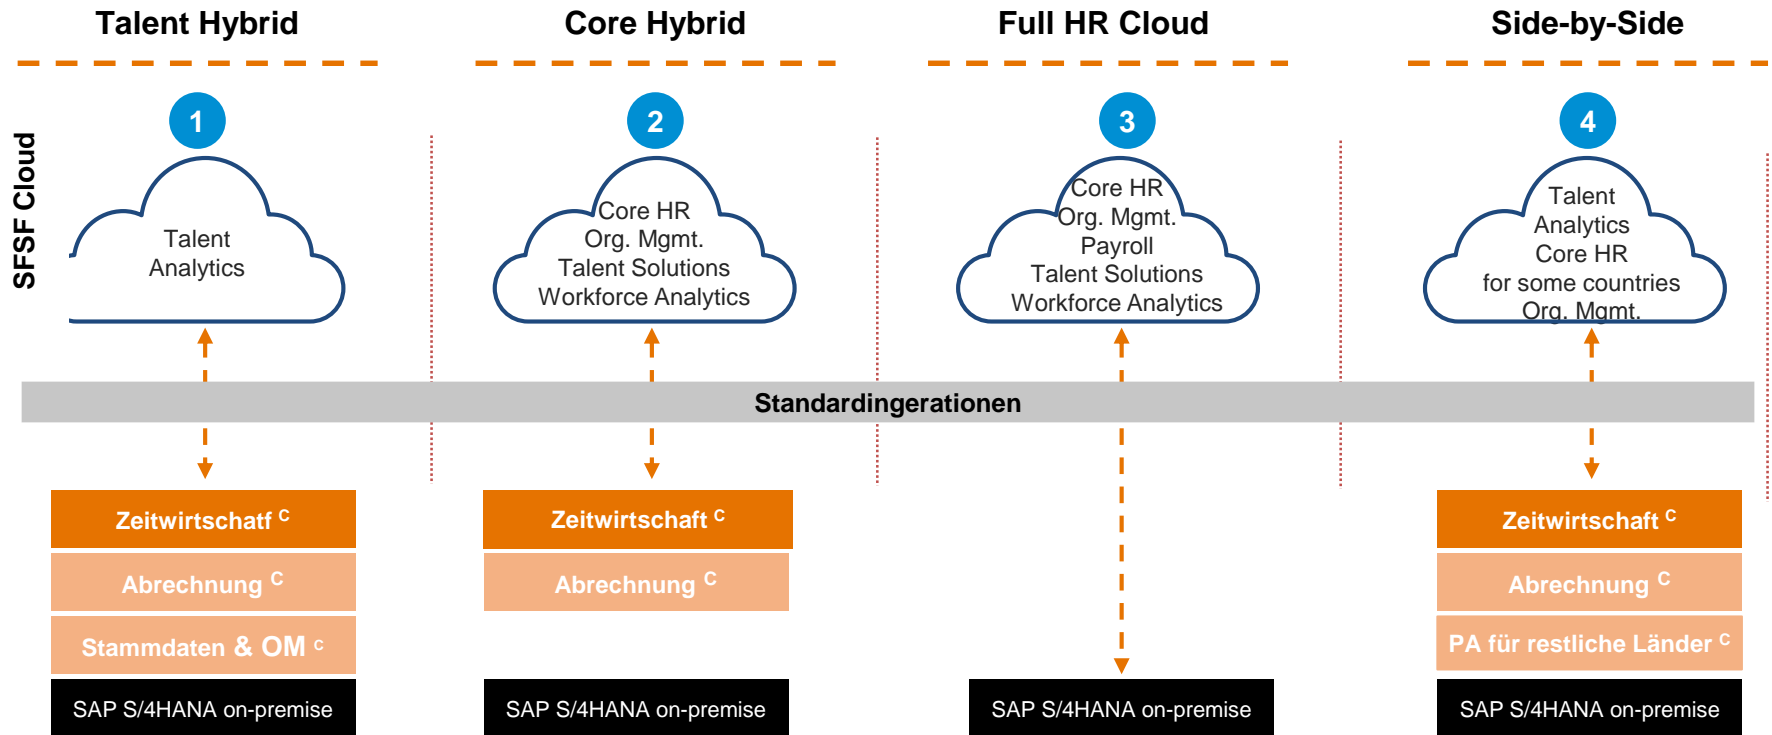 Talent Hybrid
Core Hybrid
Full HR Cloud
Side-by-Side
SFSF Cloud
1
Talent
Analytics
2
Core HR
Org. Mgmt.
Talent Solutions
Workforce Analytics
3
Core HR
Org. Mgmt.
Payroll
Talent Solutions
Workforce Analytics
4
Talent
Analytics
Core HR
for some countries
Org. Mgmt.
Standardingerationen
Zeitwirtschatf C
Abrechnung C
Stammdaten & OM C
SAP S/4HANA on-premise
Zeitwirtschaft C
Abrechnung C
SAP S/4HANA on-premise
SAP S/4HANA on-premise
Zeitwirtschaft C
Abrechnung C
PA für restliche Länder C
SAP S/4HANA on-premise